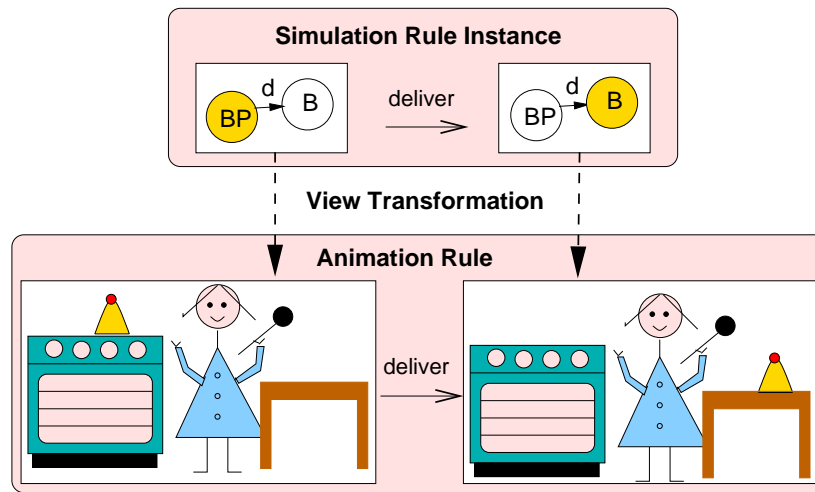 Simulation Rule Instance
d
BP
B
deliver
d
BP
B
View Transformation
Animation Rule
deliver